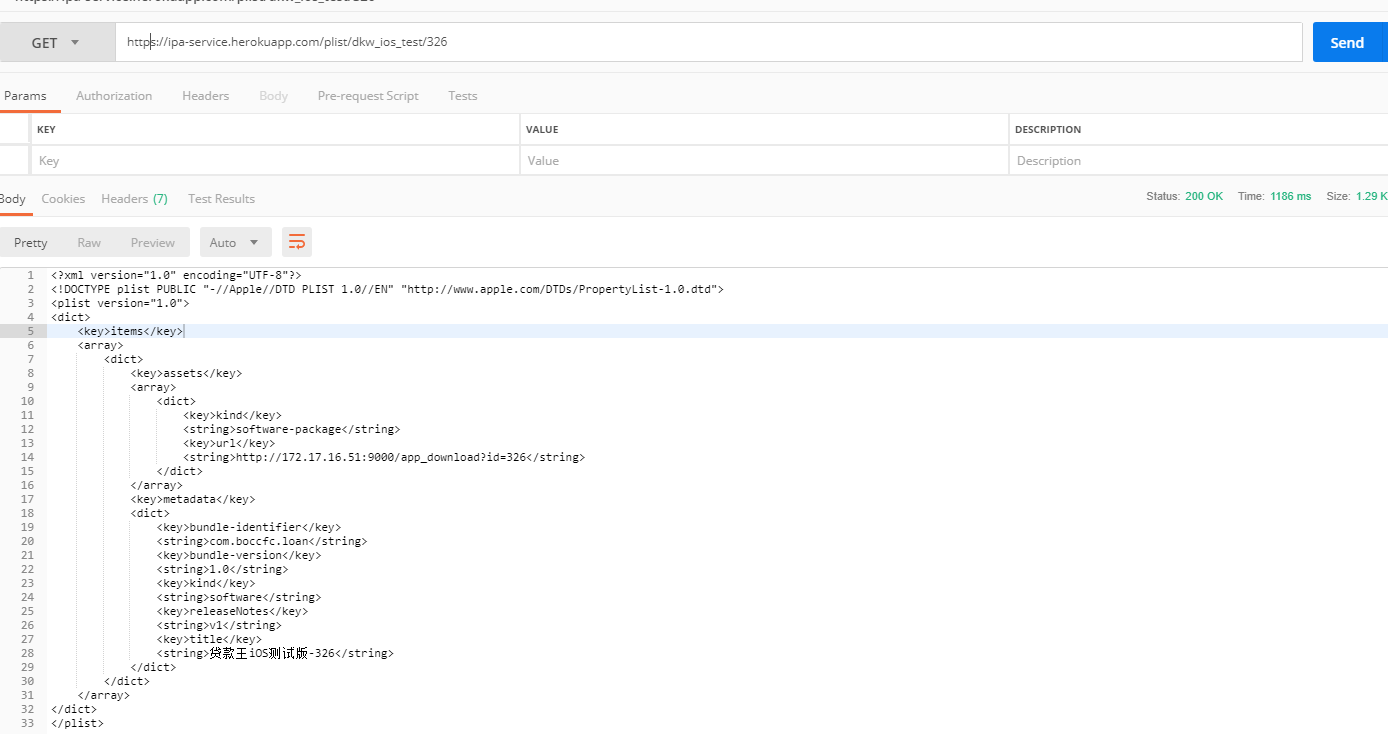 GET https://ipa-service.herokuapp.com/plist/dkw_ios_test/326 Send
Params Authorization Headers Body Pre-request Script Tests
KEY VALUE DESCRIPTION
Key Value Description
Body Cookies Headers (7) Test Results Status: 200 OK Time: 1186 ms Size: 1.29 K
Pretty Raw Preview Auto
1 <?xml version="1.0" encoding="UTF-8"?>
2 <!DOCTYPE plist PUBLIC "-//Apple//DTD PLIST 1.0//EN" "http://www.apple.com/DTDs/PropertyList-1.0.dtd">
3 <plist version="1.0">
4 <dict>
5 <key>items</key>
6 <array>
7 <dict>
8 <key>assets</key>
9 <array>
10 <dict>
11 <key>kind</key>
12 <string>software-package</string>
13 <key>url</key>
14 <string>http://172.17.16.51:9000/app_download?id=326</string>
15 </dict>
16 </array>
17 <key>metadata</key>
18 <dict>
19 <key>bundle-identifier</key>
20 <string>com.boccfc.loan</string>
21 <key>bundle-version</key>
22 <string>1.0</string>
23 <key>kind</key>
24 <string>software</string>
25 <key>releaseNotes</key>
26 <string>v1</string>
27 <key>title</key>
28 <string>贷款王iOS测试版-326</string>
29 </dict>
30 </dict>
31 </array>
32 </dict>
33 </plist>